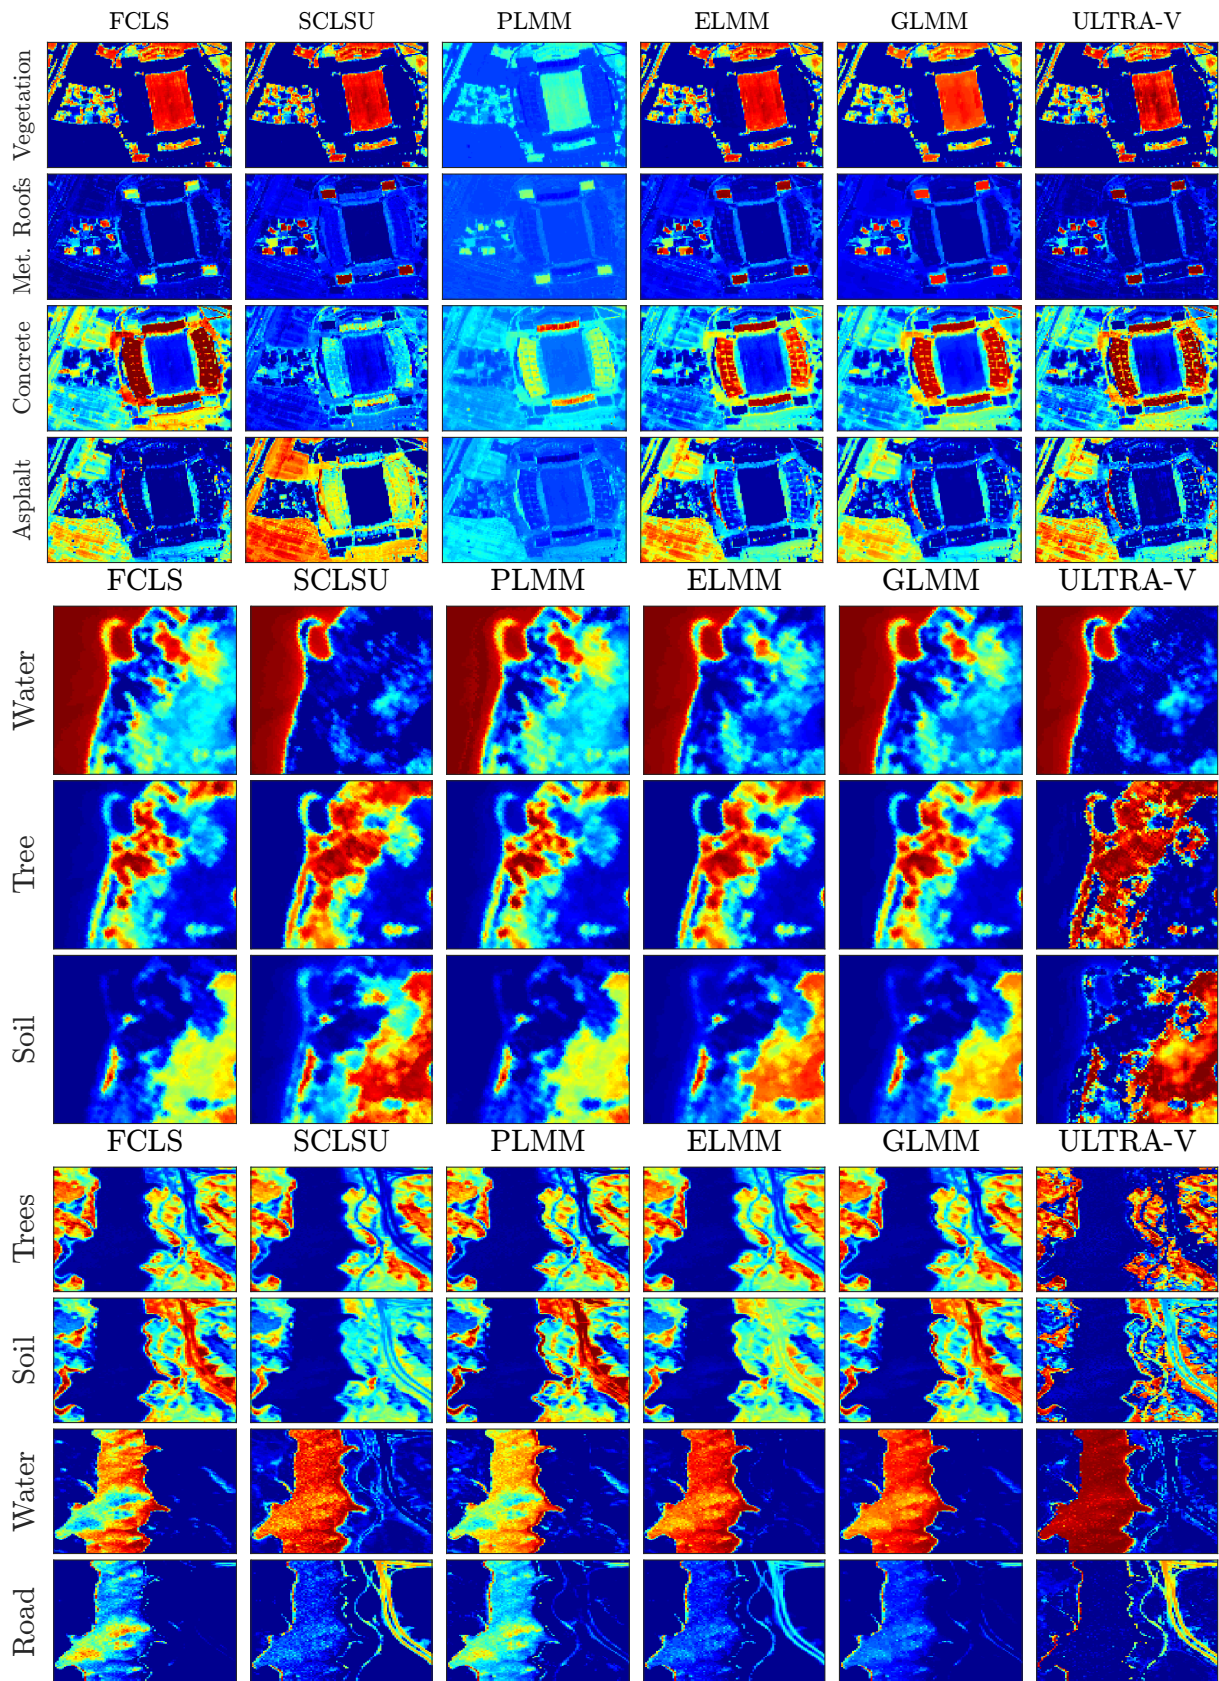 FCLS SCLSU PLMM ELMM GLMM ULTRA-V
Vegetation
Met. Roofs
Concrete
Asphalt
FCLS SCLSU PLMM ELMM GLMM ULTRA-V
Water
Tree
Soil
FCLS SCLSU PLMM ELMM GLMM ULTRA-V
Trees
Soil
Water
Road